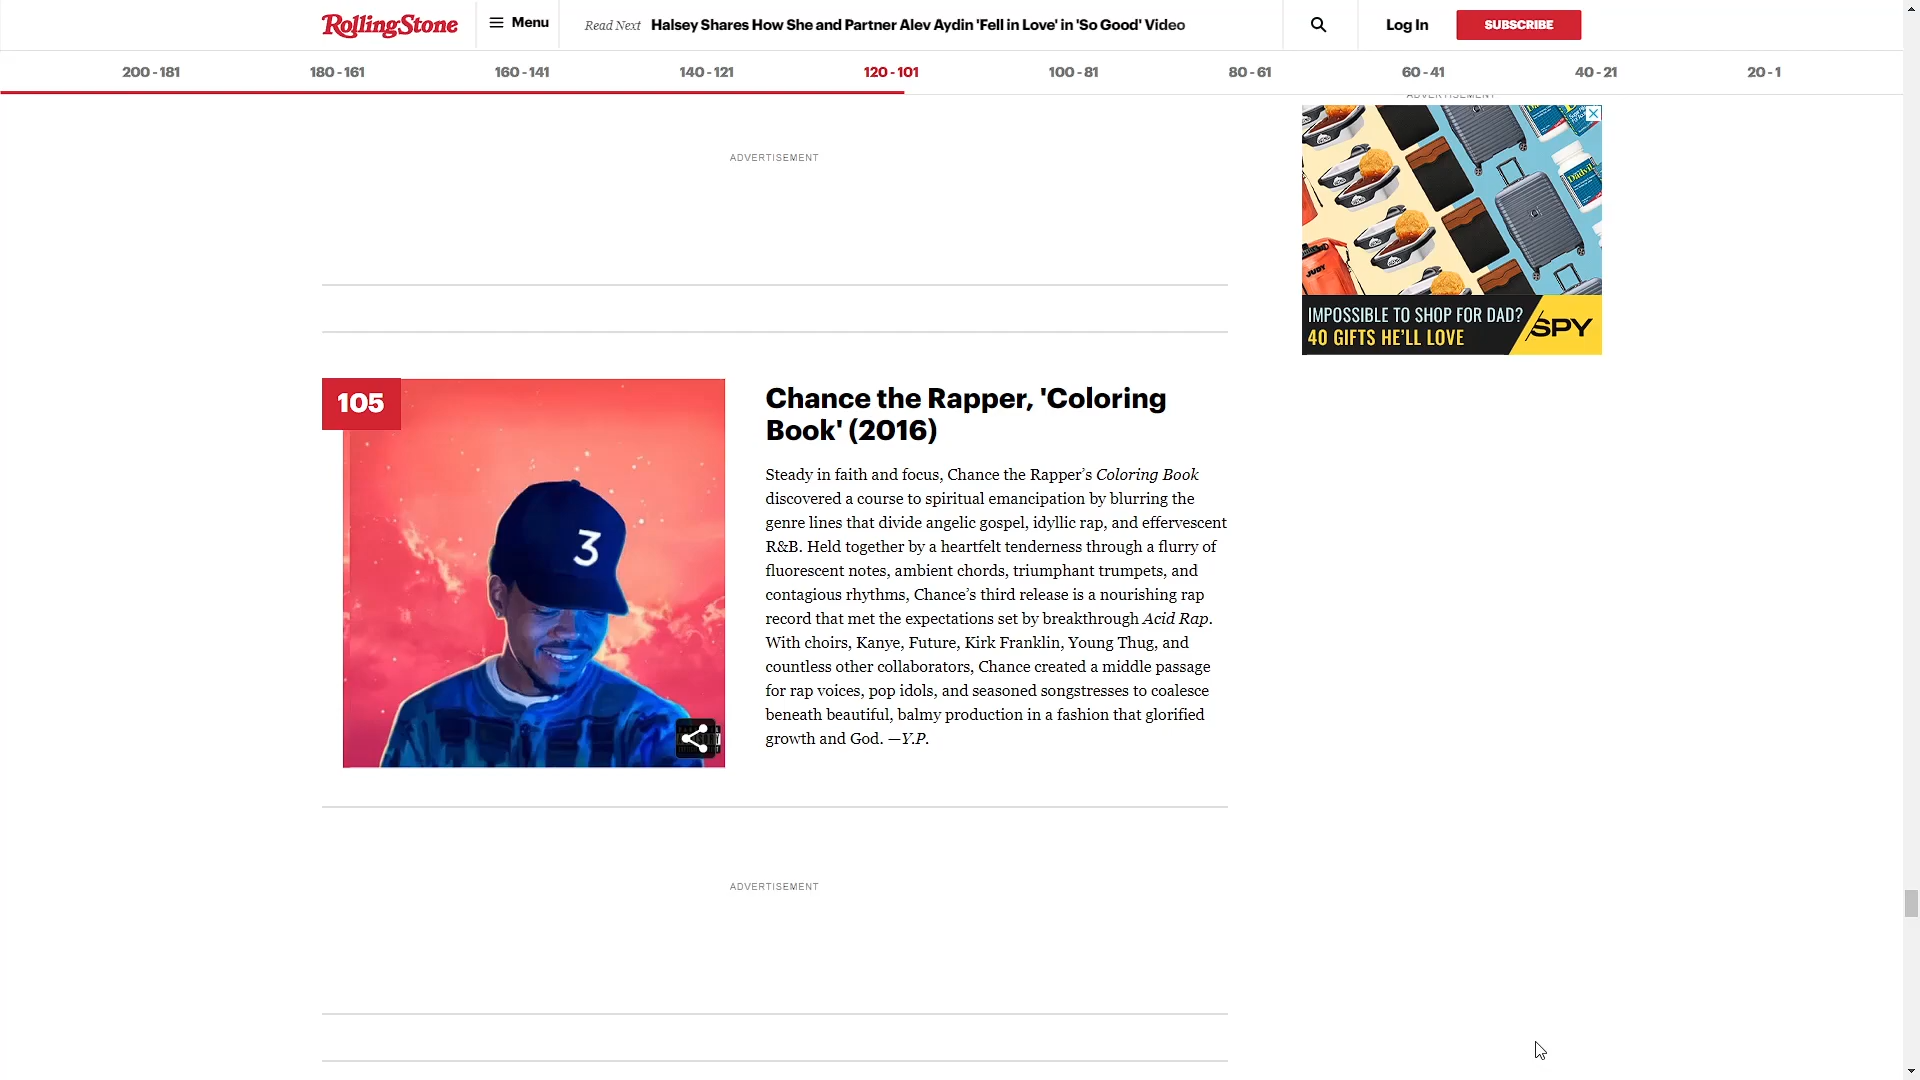 RollingStone
Menu
Read Next Halsey Shares How She and Partner Alev Aydin 'Fell in Love' in 'So Good' Video
Log In
SUBSCRIBE
200 - 181
180 - 161
160 - 141
140 - 121
120 - 101
100 - 81
80 - 61
60 - 41
40 - 21
20 - 1
ADVERTISEMENT
ADVERTISEMENT
JUDY
IMPOSSIBLE TO SHOP FOR DAD?
40 GIFTS HE'LL LOVE
SPY
105
3
Chance the Rapper, 'Coloring
Book' (2016)
Steady in faith and focus, Chance the Rapper's Coloring Book
discovered a course to spiritual emancipation by blurring the
genre lines that divide angelic gospel, idyllic rap, and effervescent
R&B. Held together by a heartfelt tenderness through a flurry of
fluorescent notes, ambient chords, triumphant trumpets, and
contagious rhythms, Chance's third release is a nourishing rap
record that met the expectations set by breakthrough Acid Rap.
With choirs, Kanye, Future, Kirk Franklin, Young Thug, and
countless other collaborators, Chance created a middle passage
for rap voices, pop idols, and seasoned songstresses to coalesce
beneath beautiful, balmy production in a fashion that glorified
growth and God. —Y.P.
ADVERTISEMENT